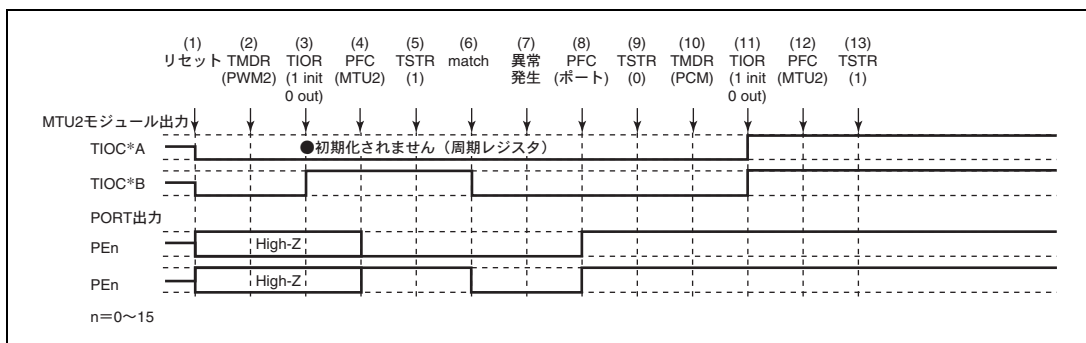 (1) (2) (3) (4) (5) (6) (7) (8) (9) (10) (11) (12) (13)
リセット TMDR TIOR PFC TSTR match 異常 PFC TSTR TMDR TIOR PFC TSTR
(PWM2) (1 init (MTU2) (1) 発生 (ポート) (0) (PCM) (1 init (MTU2) (1)
0 out) 0 out)
MTU2モジュール出力
TIOC*A ●初期化されません（周期レジスタ）
TIOC*B
PORT出力
PEn High-Z
PEn High-Z
n=0～15